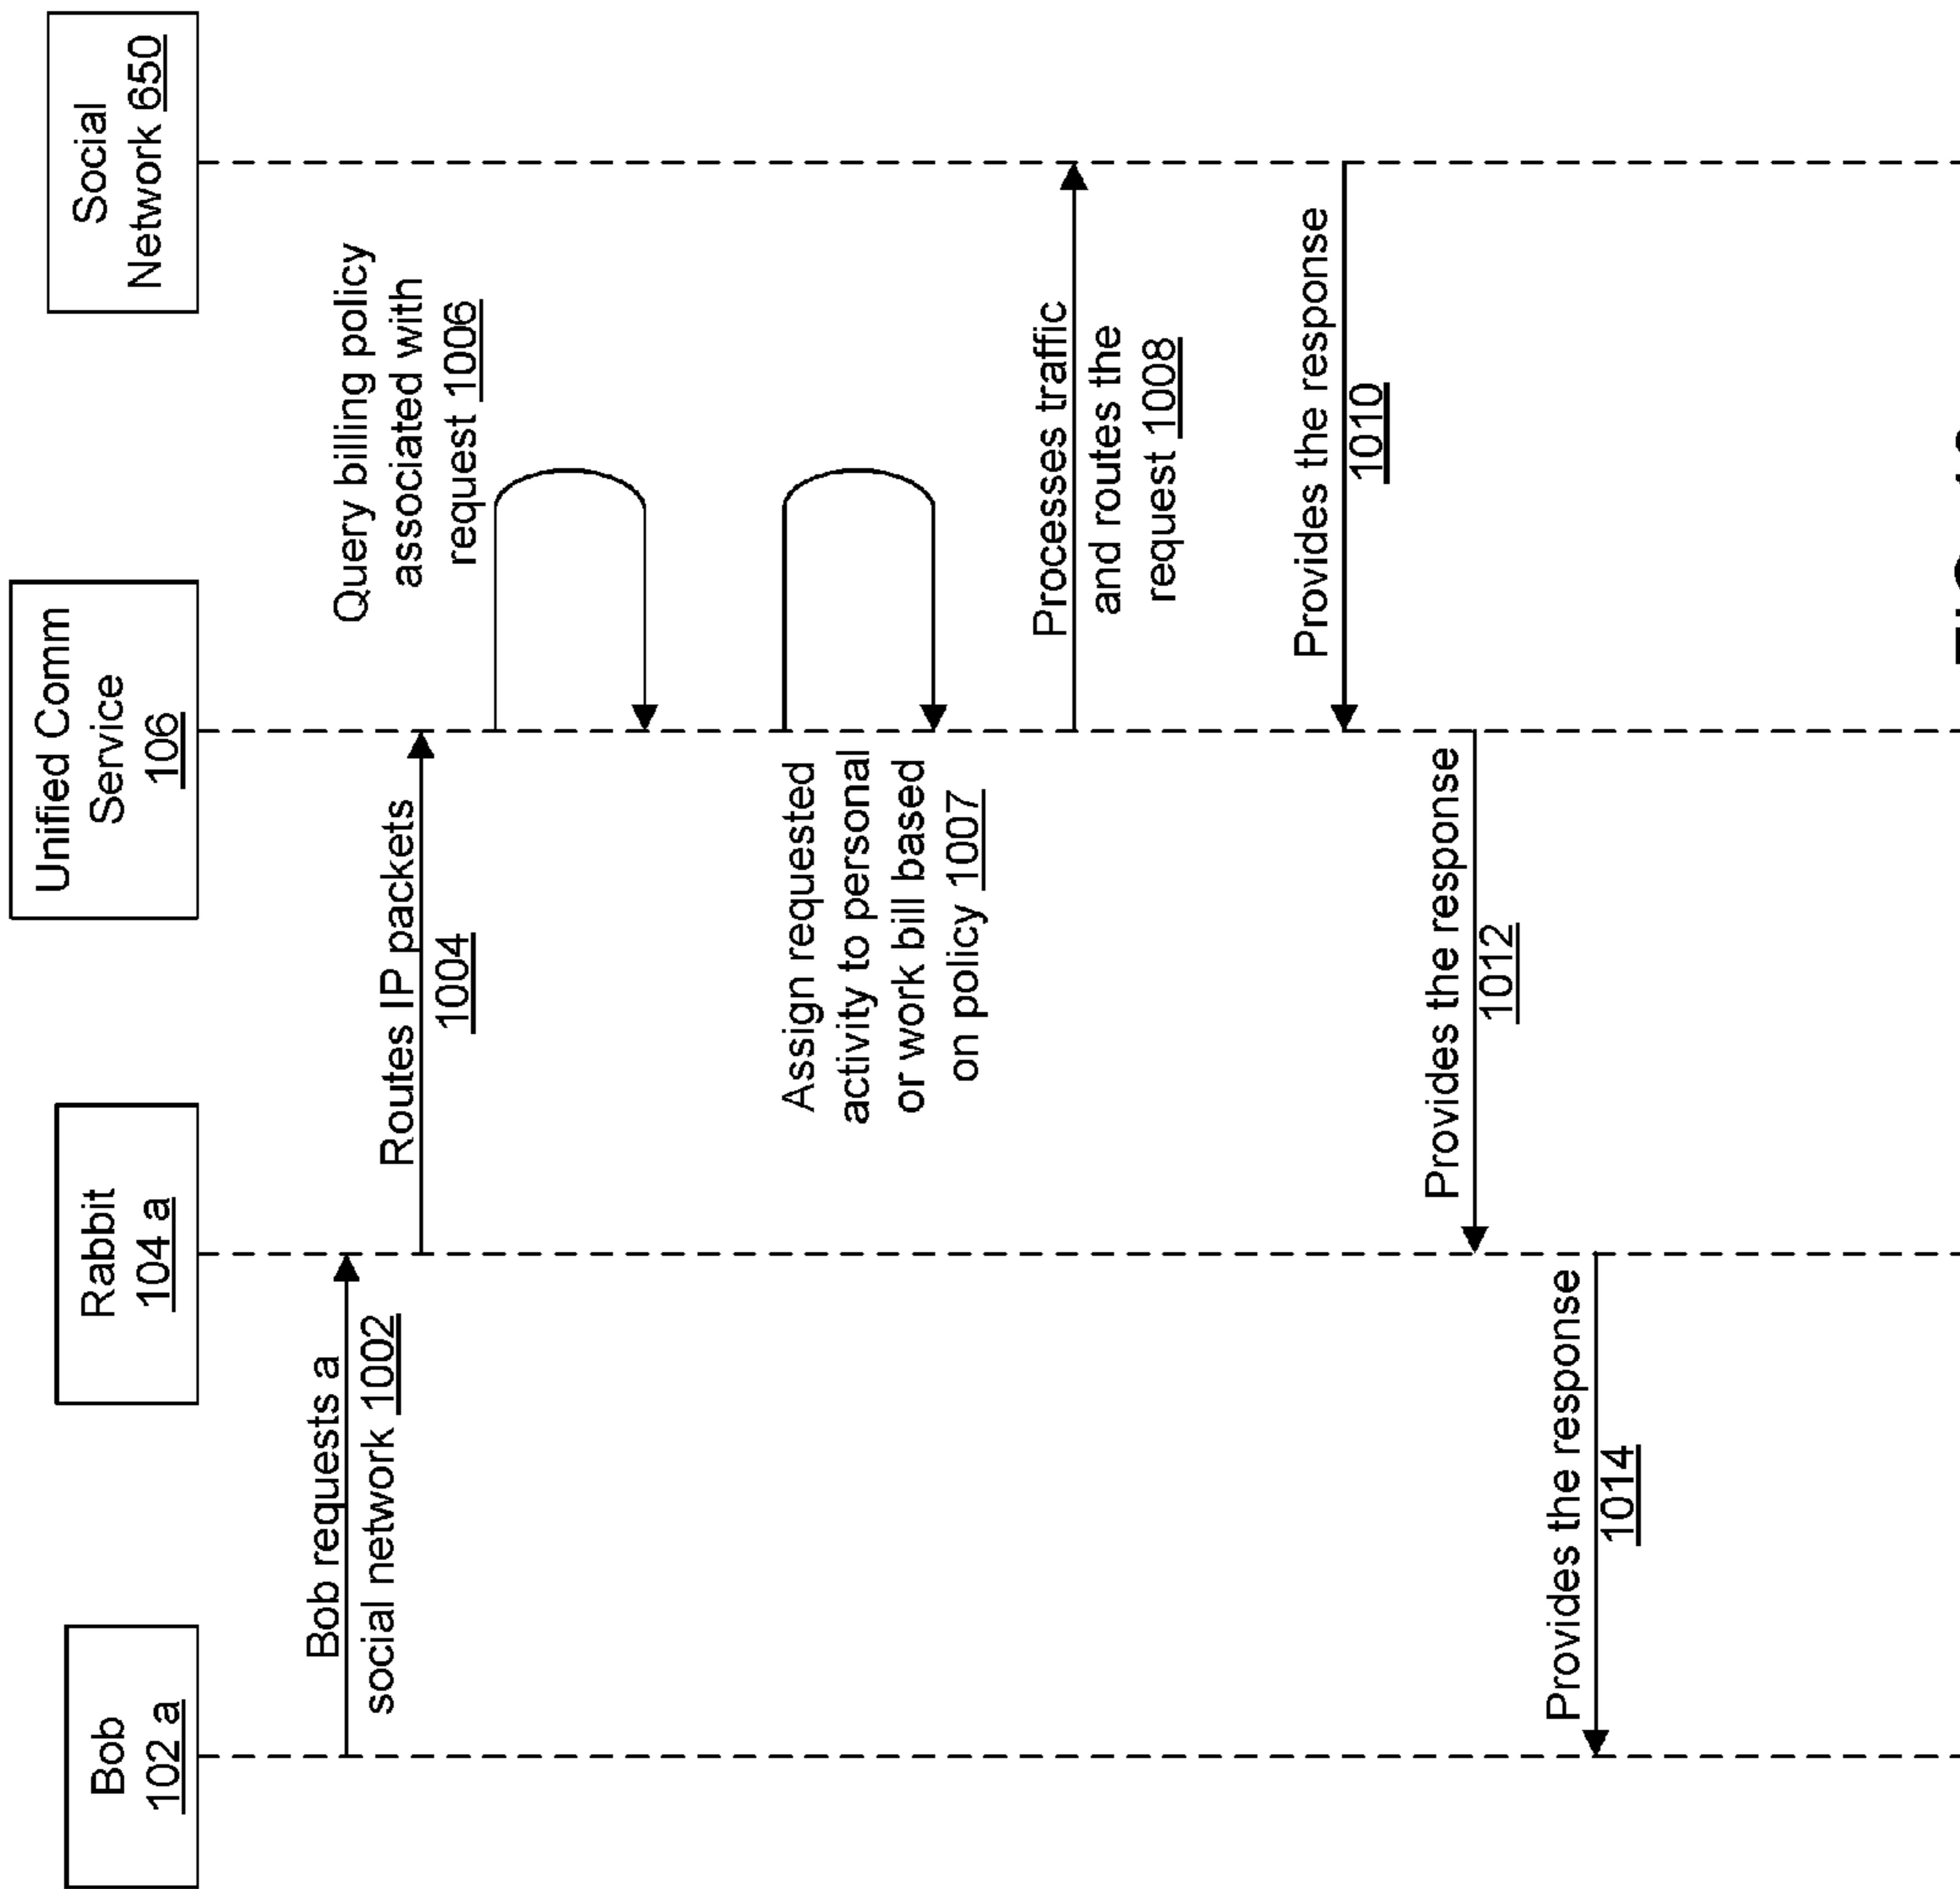 Bob
102 a
Rabbit
104 a
Unified Comm
Service
106
Social
Network 650
Bob requests a
social network 1002
Routes IP packets
1004
Query billing policy
associated with
request 1006
Assign requested
activity to personal
or work bill based
on policy 1007
Processes traffic
and routes the
request 1008
Provides the response
1010
Provides the response
1012
Provides the response
1014